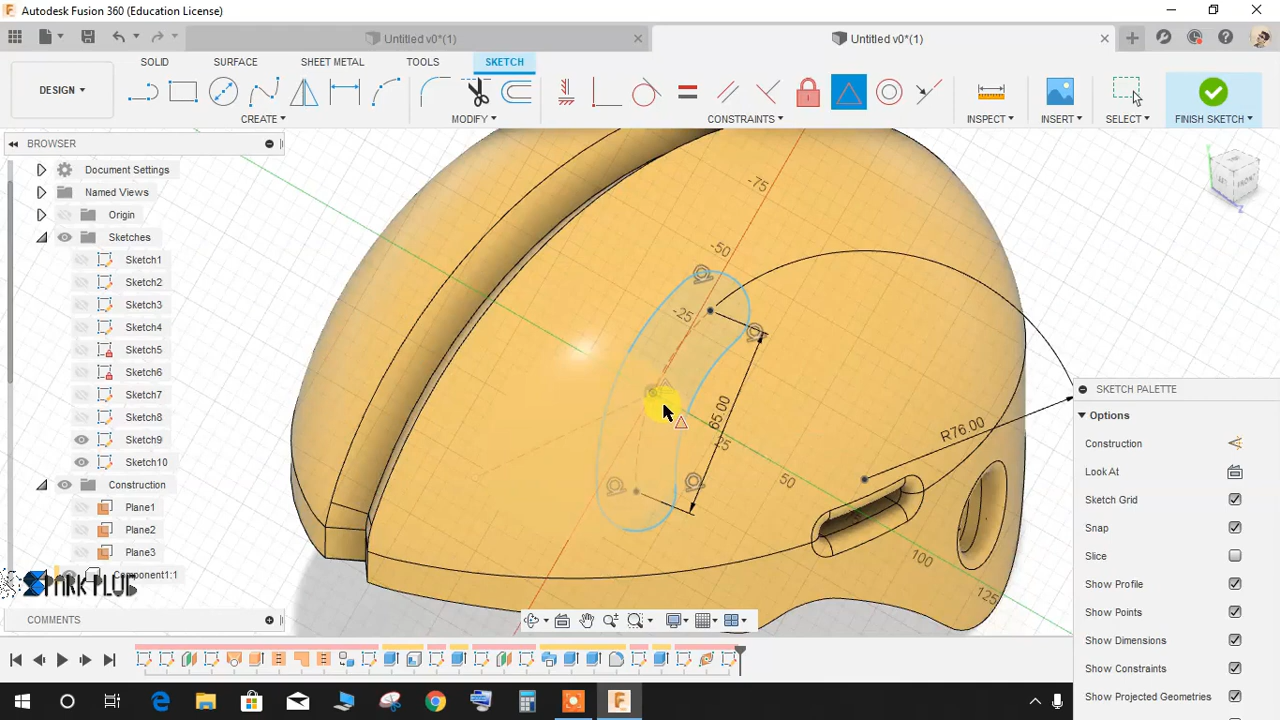 Autodesk Fusion 360 (Education License)
Untitled v0*(1)
Untitled v0*(1)
DESIGN
SOLID
SURFACE
SHEET METAL
TOOLS
SKETCH
CREATE
MODIFY
CONSTRAINTS
INSPECT
INSERT
SELECT
FINISH SKETCH
BROWSER
Document Settings
Named Views
Origin
Sketches
Sketch1
Sketch2
Sketch3
Sketch4
Sketch5
Sketch6
Sketch7
Sketch8
Sketch9
Sketch10
Construction
Plane1
Plane2
Plane3
Component1:1
SPARK PLUG
COMMENTS
-75
-50
-25
65.00
25
50
100
125
R76.00
SKETCH PALETTE
Options
Construction
Look At
Sketch Grid
Snap
Slice
Show Profile
Show Points
Show Dimensions
Show Constraints
Show Projected Geometries